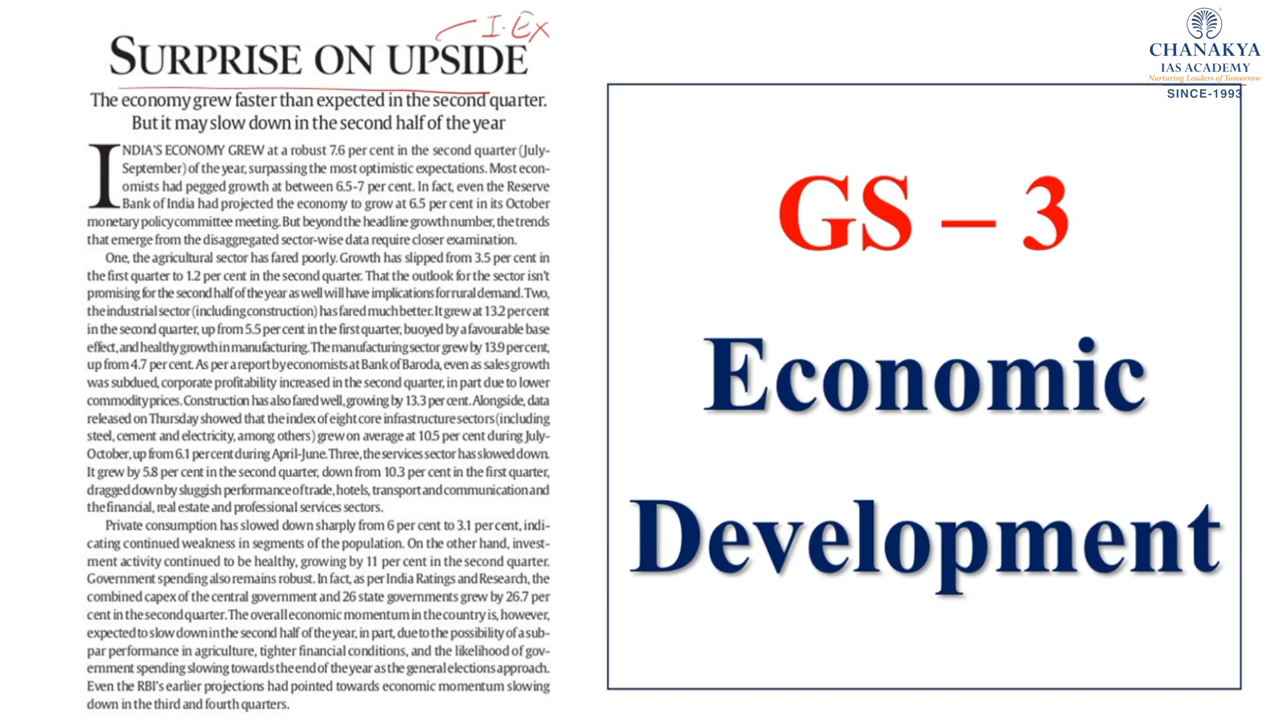 I. Ex
SURPRISE ON UPSIDE
The economy grew faster than expected in the second quarter.
But it may slow down in the second half of the year
INDIA'S ECONOMY GREW at a robust 7.6 per cent in the second quarter (July-
September) of the year, surpassing the most optimistic expectations. Most econ-
omists had pegged growth at between 6.5-7 per cent. In fact, even the Reserve
Bank of India had projected the economy to grow at 6.5 per cent in its October
monetary policy committee meeting. But beyond the headline growth number, the trends
that emerge from the disaggregated sector-wise data require closer examination.
One, the agricultural sector has fared poorly. Growth has slipped from 3.5 per cent in
the first quarter to 1.2 per cent in the second quarter. That the outlook for the sector isn't
promising for the second half of the year as well will have implications for rural demand. Two,
the industrial sector (including construction) has fared much better. It grew at 13.2 per cent
in the second quarter, up from 5.5 per cent in the first quarter, buoyed by a favourable base
effect, and healthy growth in manufacturing. The manufacturing sector grew by 13.9 per cent,
up from 4.7 per cent. As per a report by economists at Bank of Baroda, even as sales growth
was subdued, corporate profitability increased in the second quarter, in part due to lower
commodity prices. Construction has also fared well, growing by 13.3 per cent. Alongside, data
released on Thursday showed that the index of eight core infrastructure sectors (including
steel, cement and electricity, among others) grew on average at 10.5 per cent during July-
October, up from 6.1 per cent during April-June. Three, the services sector has slowed down.
It grew by 5.8 per cent in the second quarter, down from 10.3 per cent in the first quarter,
dragged down by sluggish performance of trade, hotels, transport and communication and
the financial, real estate and professional services sectors.
Private consumption has slowed down sharply from 6 per cent to 3.1 per cent, indi-
cating continued weakness in segments of the population. On the other hand, invest-
ment activity continued to be healthy, growing by 11 per cent in the second quarter.
Government spending also remains robust. In fact, as per India Ratings and Research, the
combined capex of the central government and 26 state governments grew by 26.7 per
cent in the second quarter. The overall economic momentum in the country is, however,
expected to slow down in the second half of the year, in part, due to the possibility of a sub-
par performance in agriculture, tighter financial conditions, and the likelihood of gov-
ernment spending slowing towards the end of the year as the general elections approach.
Even the RBI's earlier projections had pointed towards economic momentum slowing
down in the third and fourth quarters.
CHANAKYA
IAS ACADEMY
Nurturing Leaders of Tomorrow
SINCE-1993
GS – 3
Economic
Development